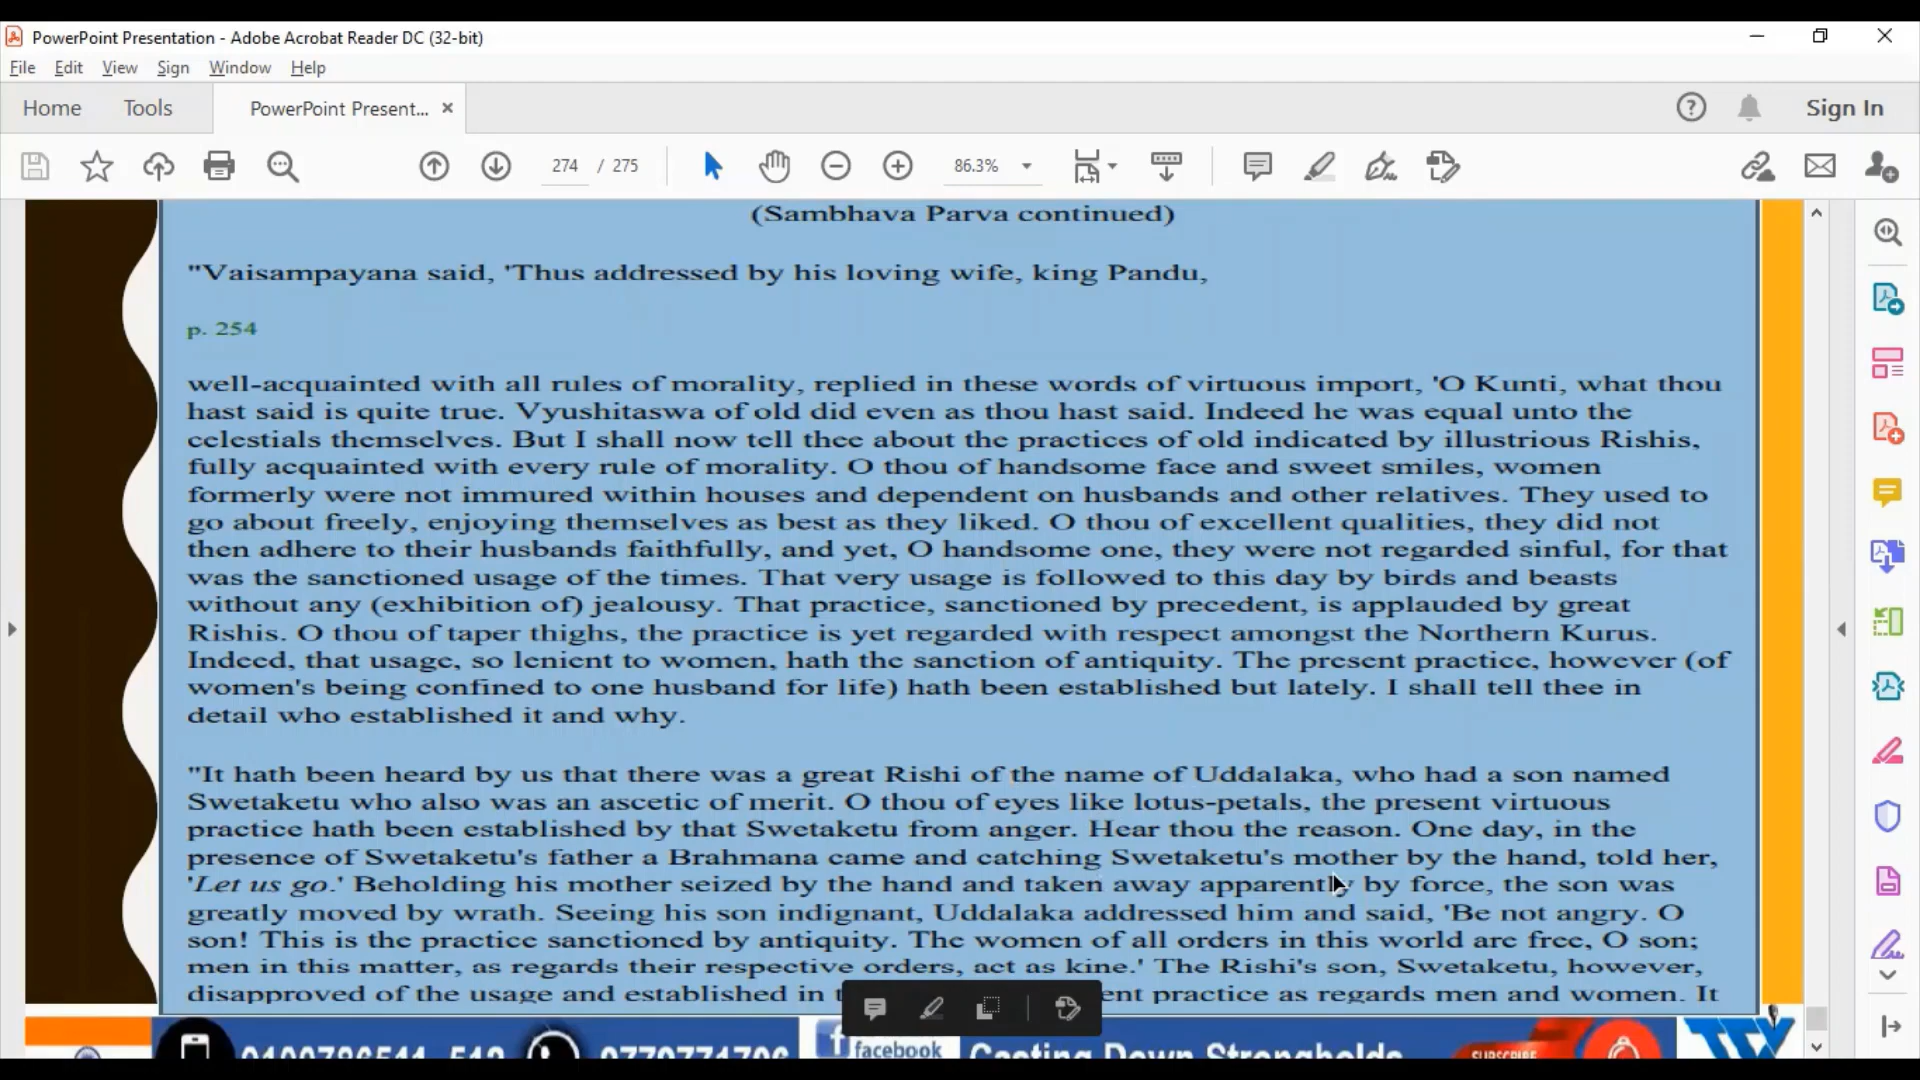 PowerPoint Presentation - Adobe Acrobat Reader DC (32-bit)
File Edit View Sign Window Help
Home Tools PowerPoint Present... Sign In
274 / 275 86.3%
(Sambhava Parva continued)
"Vaisampayana said, 'Thus addressed by his loving wife, king Pandu,
p. 254
well-acquainted with all rules of morality, replied in these words of virtuous import, 'O Kunti, what thou
hast said is quite true. Vyushitaswa of old did even as thou hast said. Indeed he was equal unto the
celestials themselves. But I shall now tell thee about the practices of old indicated by illustrious Rishis,
fully acquainted with every rule of morality. O thou of handsome face and sweet smiles, women
formerly were not immured within houses and dependent on husbands and other relatives. They used to
go about freely, enjoying themselves as best as they liked. O thou of excellent qualities, they did not
then adhere to their husbands faithfully, and yet, O handsome one, they were not regarded sinful, for that
was the sanctioned usage of the times. That very usage is followed to this day by birds and beasts
without any (exhibition of) jealousy. That practice, sanctioned by precedent, is applauded by great
Rishis. O thou of taper thighs, the practice is yet regarded with respect amongst the Northern Kurus.
Indeed, that usage, so lenient to women, hath the sanction of antiquity. The present practice, however (of
women's being confined to one husband for life) hath been established but lately. I shall tell thee in
detail who established it and why.
"It hath been heard by us that there was a great Rishi of the name of Uddalaka, who had a son named
Swetaketu who also was an ascetic of merit. O thou of eyes like lotus-petals, the present virtuous
practice hath been established by that Swetaketu from anger. Hear thou the reason. One day, in the
presence of Swetaketu's father a Brahmana came and catching Swetaketu's mother by the hand, told her,
'Let us go.' Beholding his mother seized by the hand and taken away apparently by force, the son was
greatly moved by wrath. Seeing his son indignant, Uddalaka addressed him and said, 'Be not angry. O
son! This is the practice sanctioned by antiquity. The women of all orders in this world are free, O son;
men in this matter, as regards their respective orders, act as kine.' The Rishi's son, Swetaketu, however,
disapproved of the usage and established in ent practice as regards men and women. It
facebook Casting Down Strongholds SUBSCRIBE